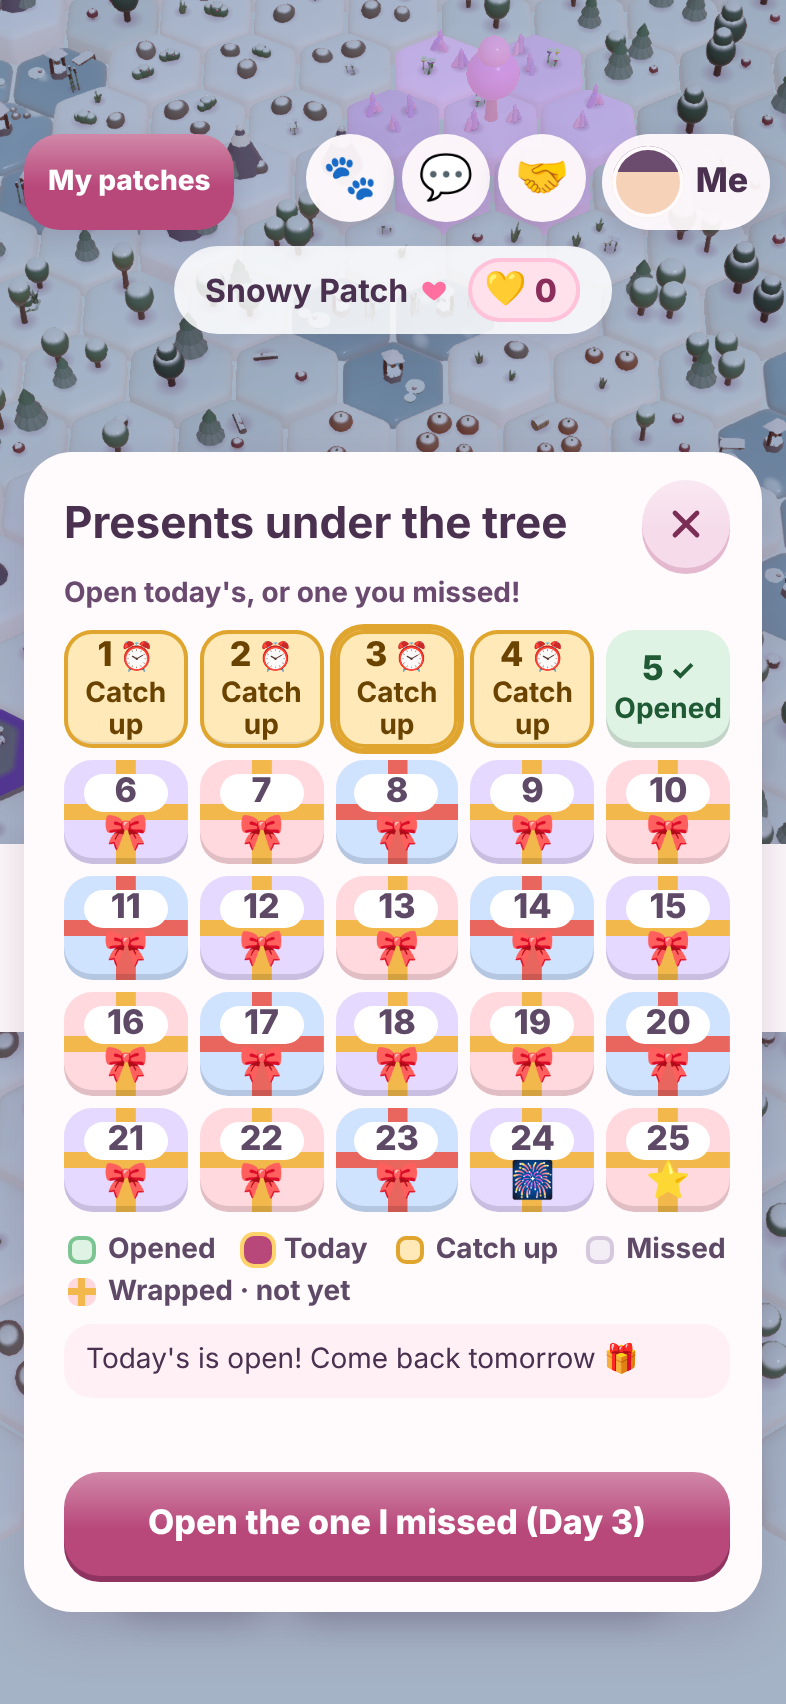 My patches
Me
Snowy Patch
0
Presents under the tree
Open today's, or one you missed!
1
Catch
up
2
Catch
up
3
Catch
up
4
Catch
up
5
Opened
6
7
8
9
10
11
12
13
14
15
16
17
18
19
20
21
22
23
24
25
Opened
Today
Catch up
Missed
Wrapped · not yet
Today's is open! Come back tomorrow 🎁
Open the one I missed (Day 3)